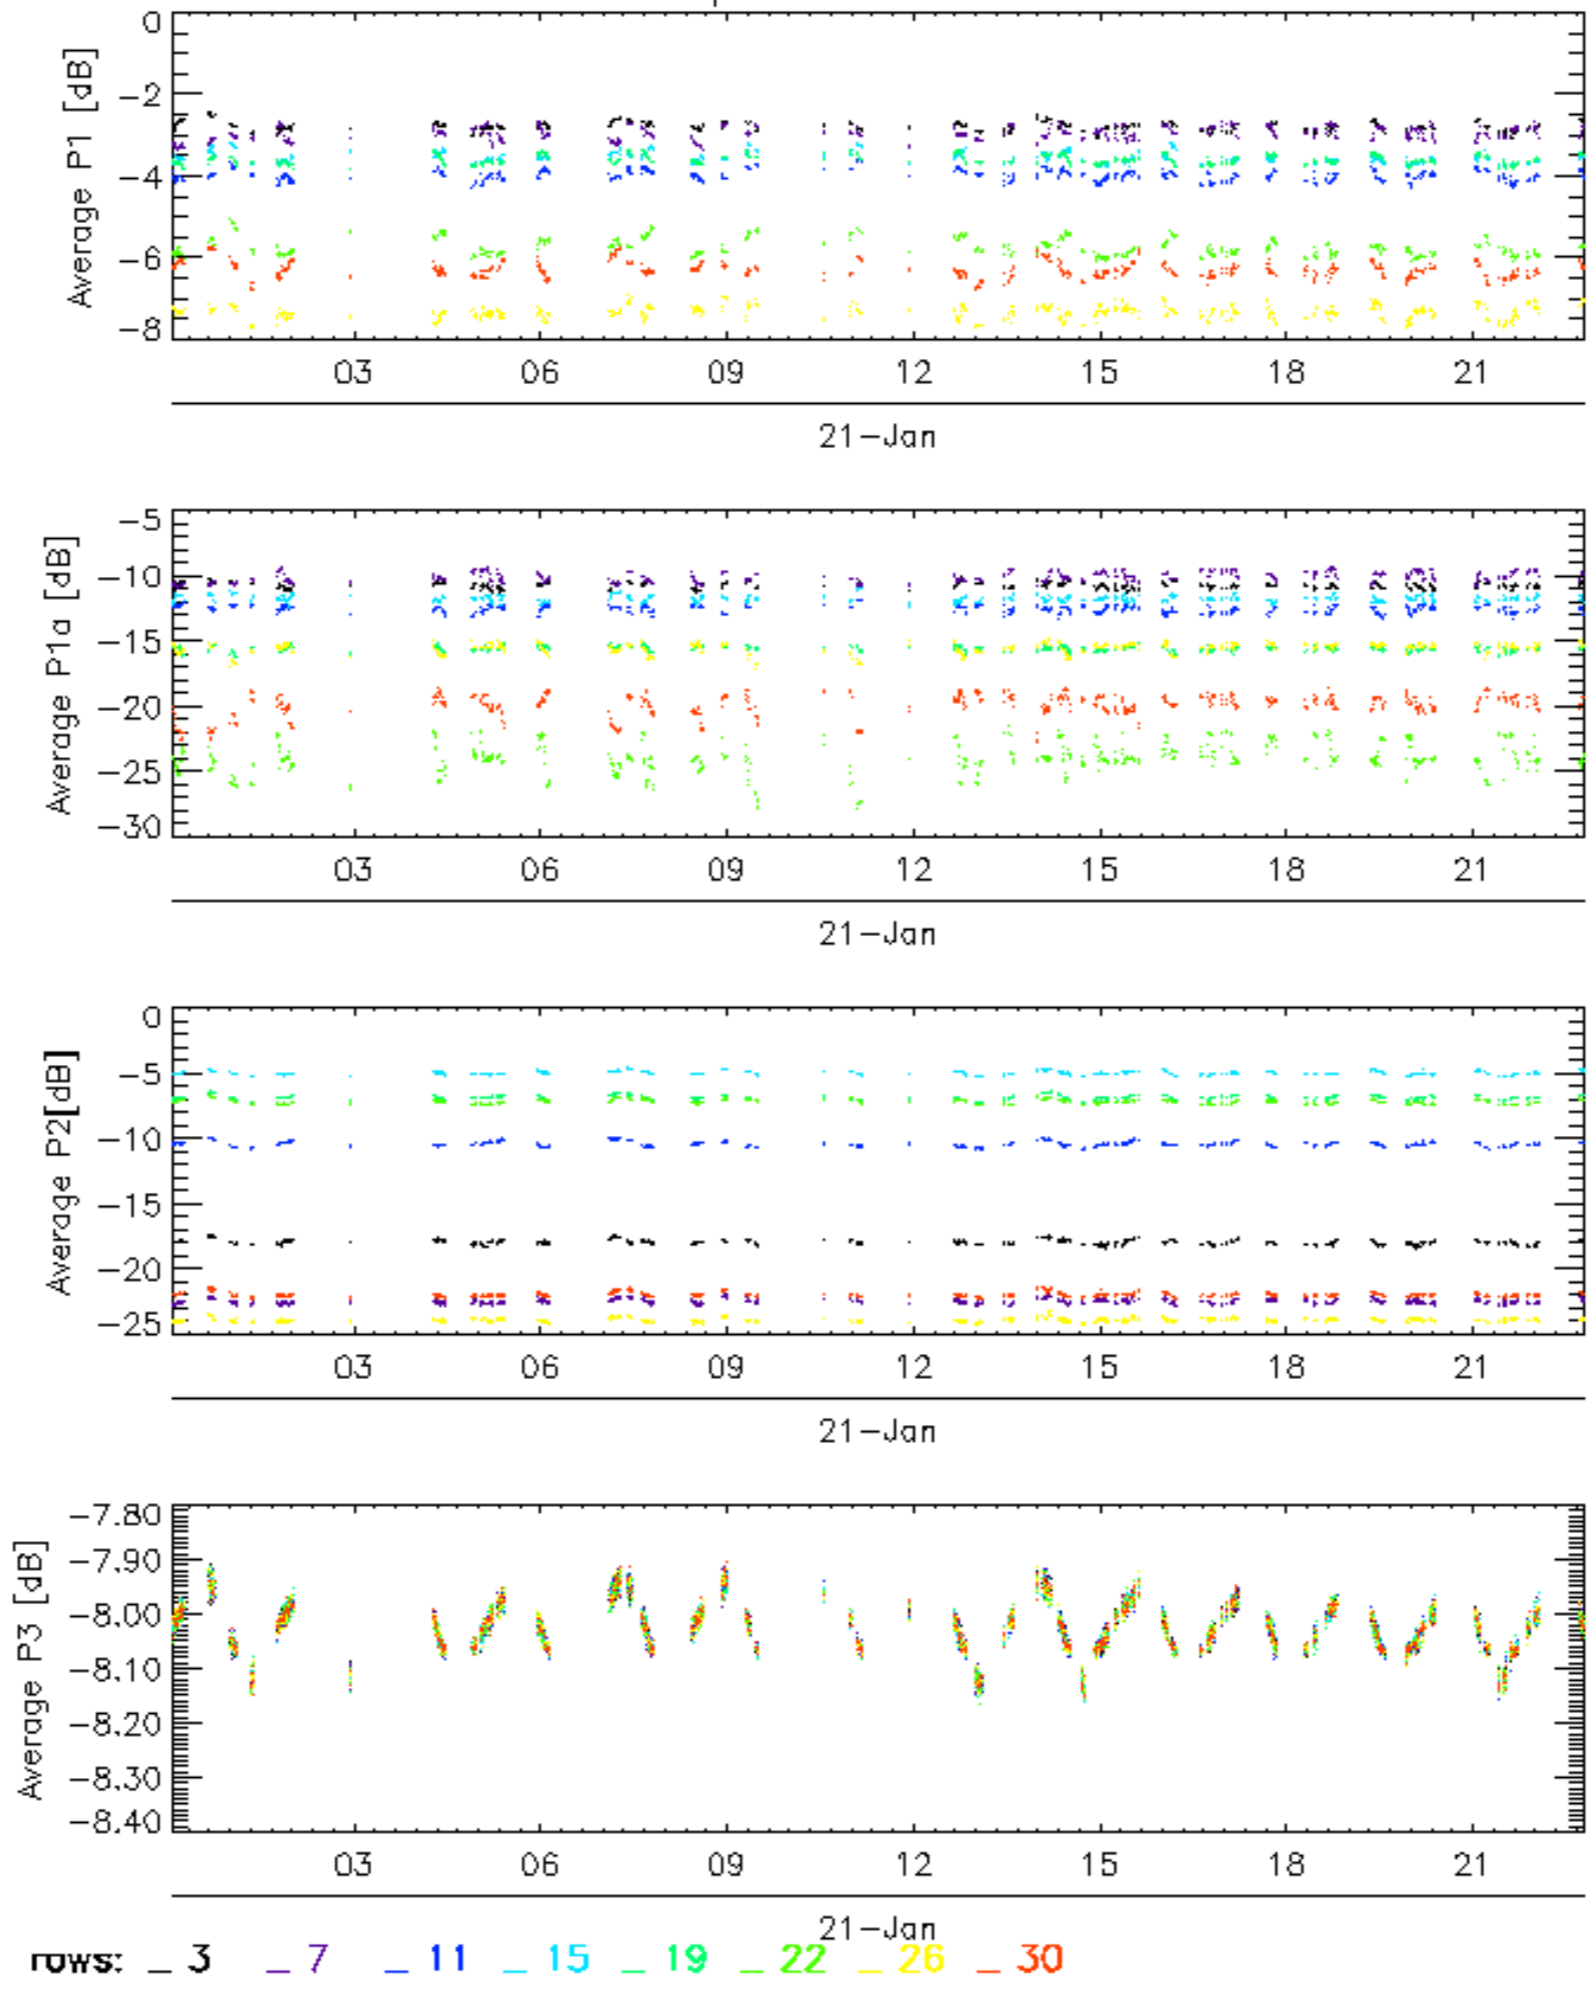 0
-2
-4
-6
-8
Average P1 [dB]
03 06 09 12 15 18 21
21-Jan
-5
-10
-15
-20
-25
-30
Average P1a [dB]
03 06 09 12 15 18 21
21-Jan
0
-5
-10
-15
-20
-25
Average P2[dB]
03 06 09 12 15 18 21
21-Jan
-7.80
-7.90
-8.00
-8.10
-8.20
-8.30
-8.40
Average P3 [dB]
03 06 09 12 15 18 21
21-Jan
rows: _ 3 _ 7 _ 11 _ 15 _ 19 _ 22 _ 26 _ 30